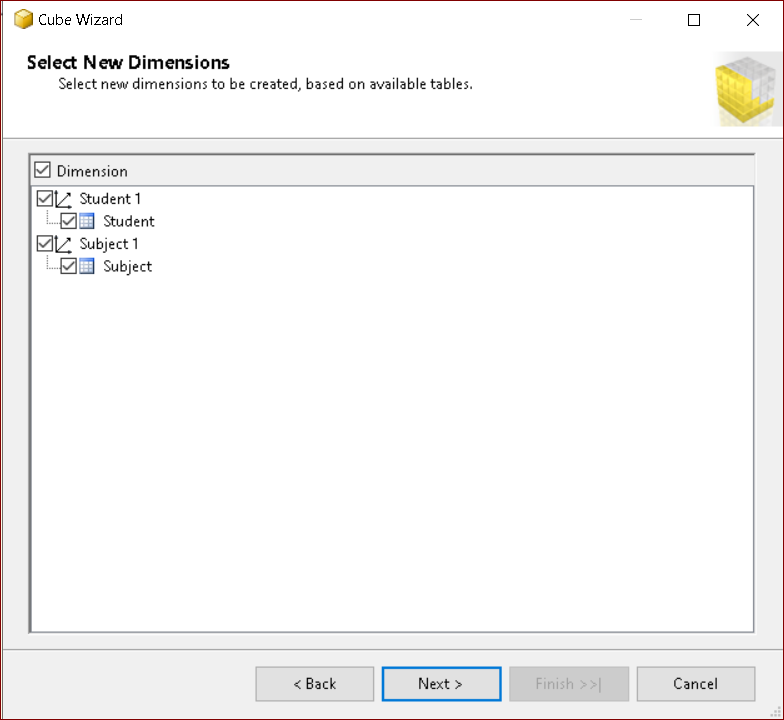 Cube Wizard
Select New Dimensions
Select new dimensions to be created, based on available tables.
Dimension
Student 1
Student
Subject 1
Subject
< Back
Next >
Finish >>|
Cancel